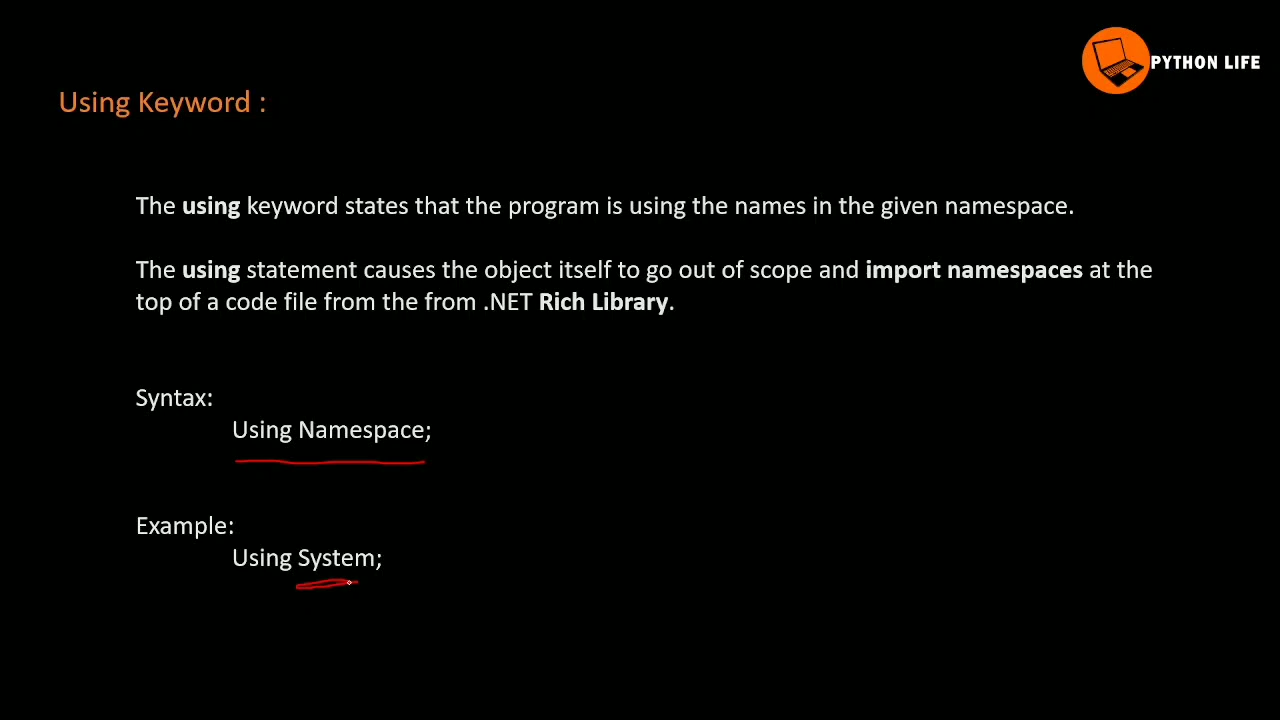 PYTHON LIFE
Using Keyword :
The using keyword states that the program is using the names in the given namespace.
The using statement causes the object itself to go out of scope and import namespaces at the
top of a code file from the from .NET Rich Library.
Syntax:
Using Namespace;
Example:
Using System;